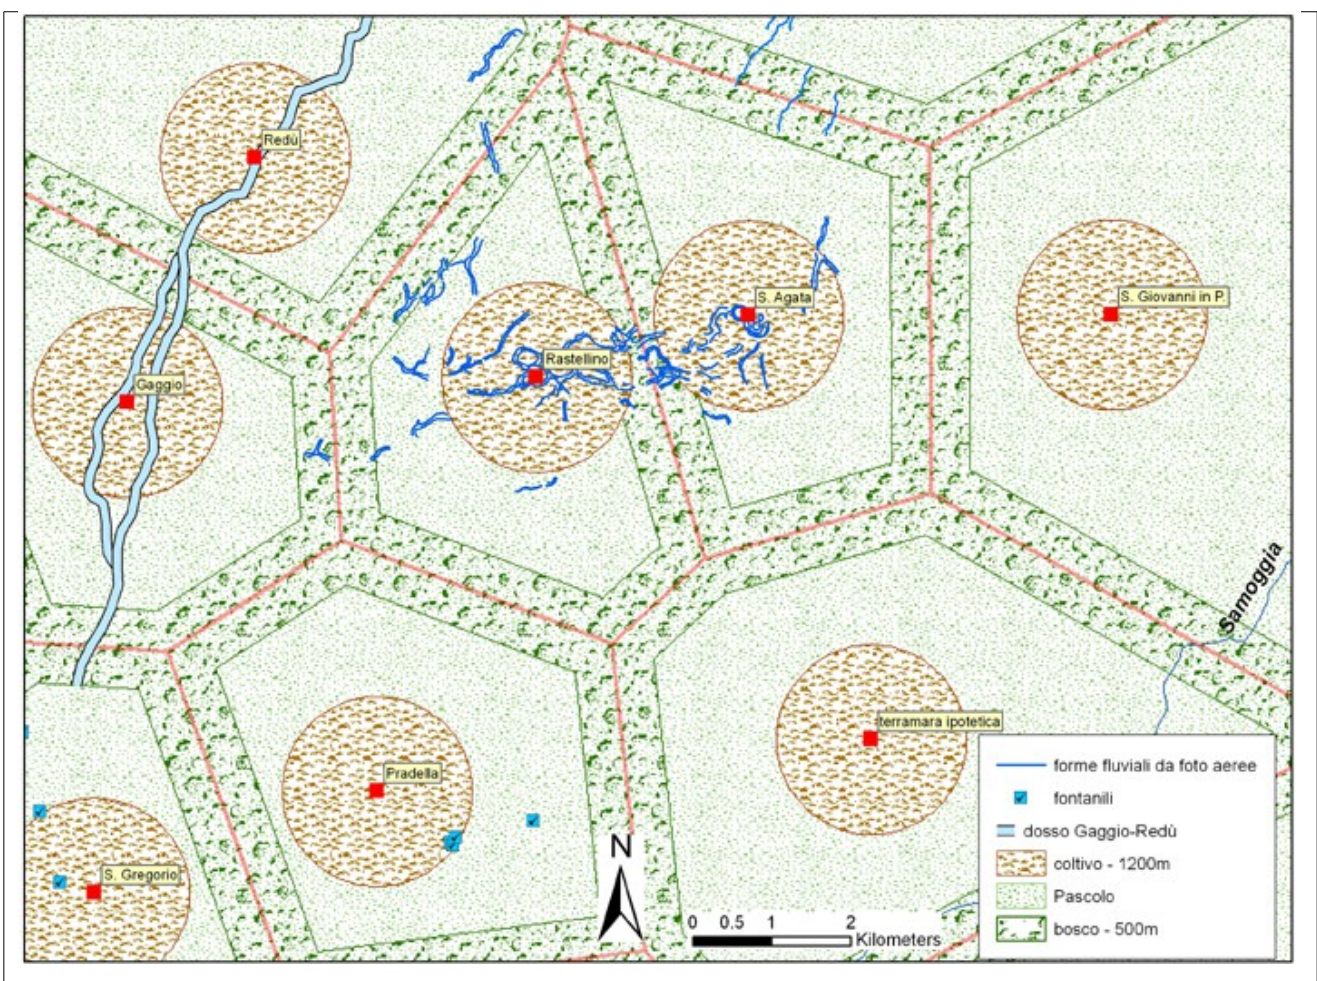 Redù
S. Agata
S. Giovanni in P.
Rastellino
Gaggio
Samoggia
terramara ipotetica
Pradella
S. Gregorio
N
0 0.5 1 2
Kilometers
forme fluviali da foto aeree
fontanili
dosso Gaggio-Redù
coltivo - 1200m
Pascolo
bosco - 500m